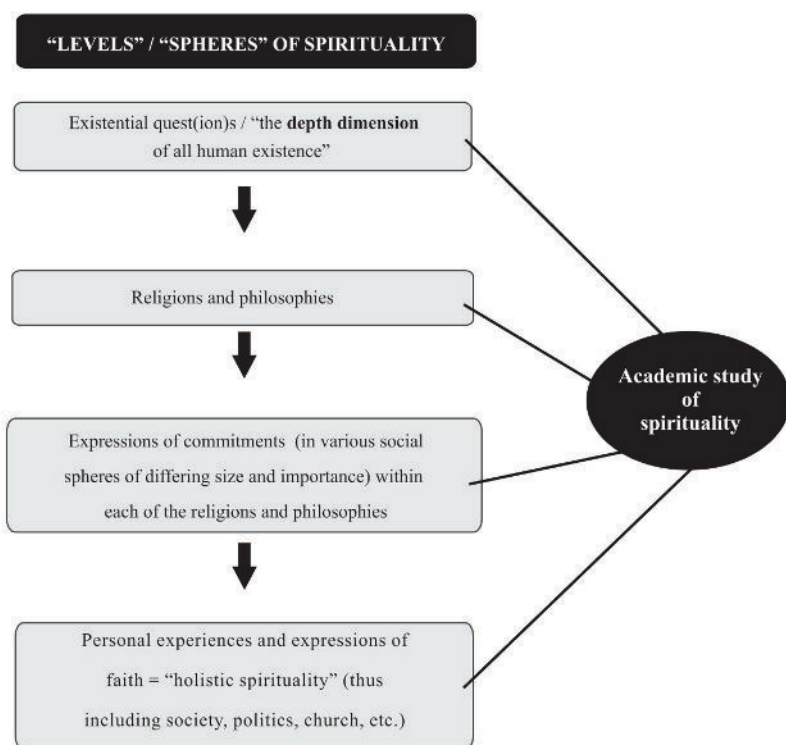 “LEVELS” / “SPHERES” OF SPIRITUALITY
Existential quest(ion)s / “the depth dimension
of all human existence”
Religions and philosophies
Expressions of commitments (in various social
spheres of differing size and importance) within
each of the religions and philosophies
Personal experiences and expressions of
faith = “holistic spirituality” (thus
including society, politics, church, etc.)
Academic study
of
spirituality